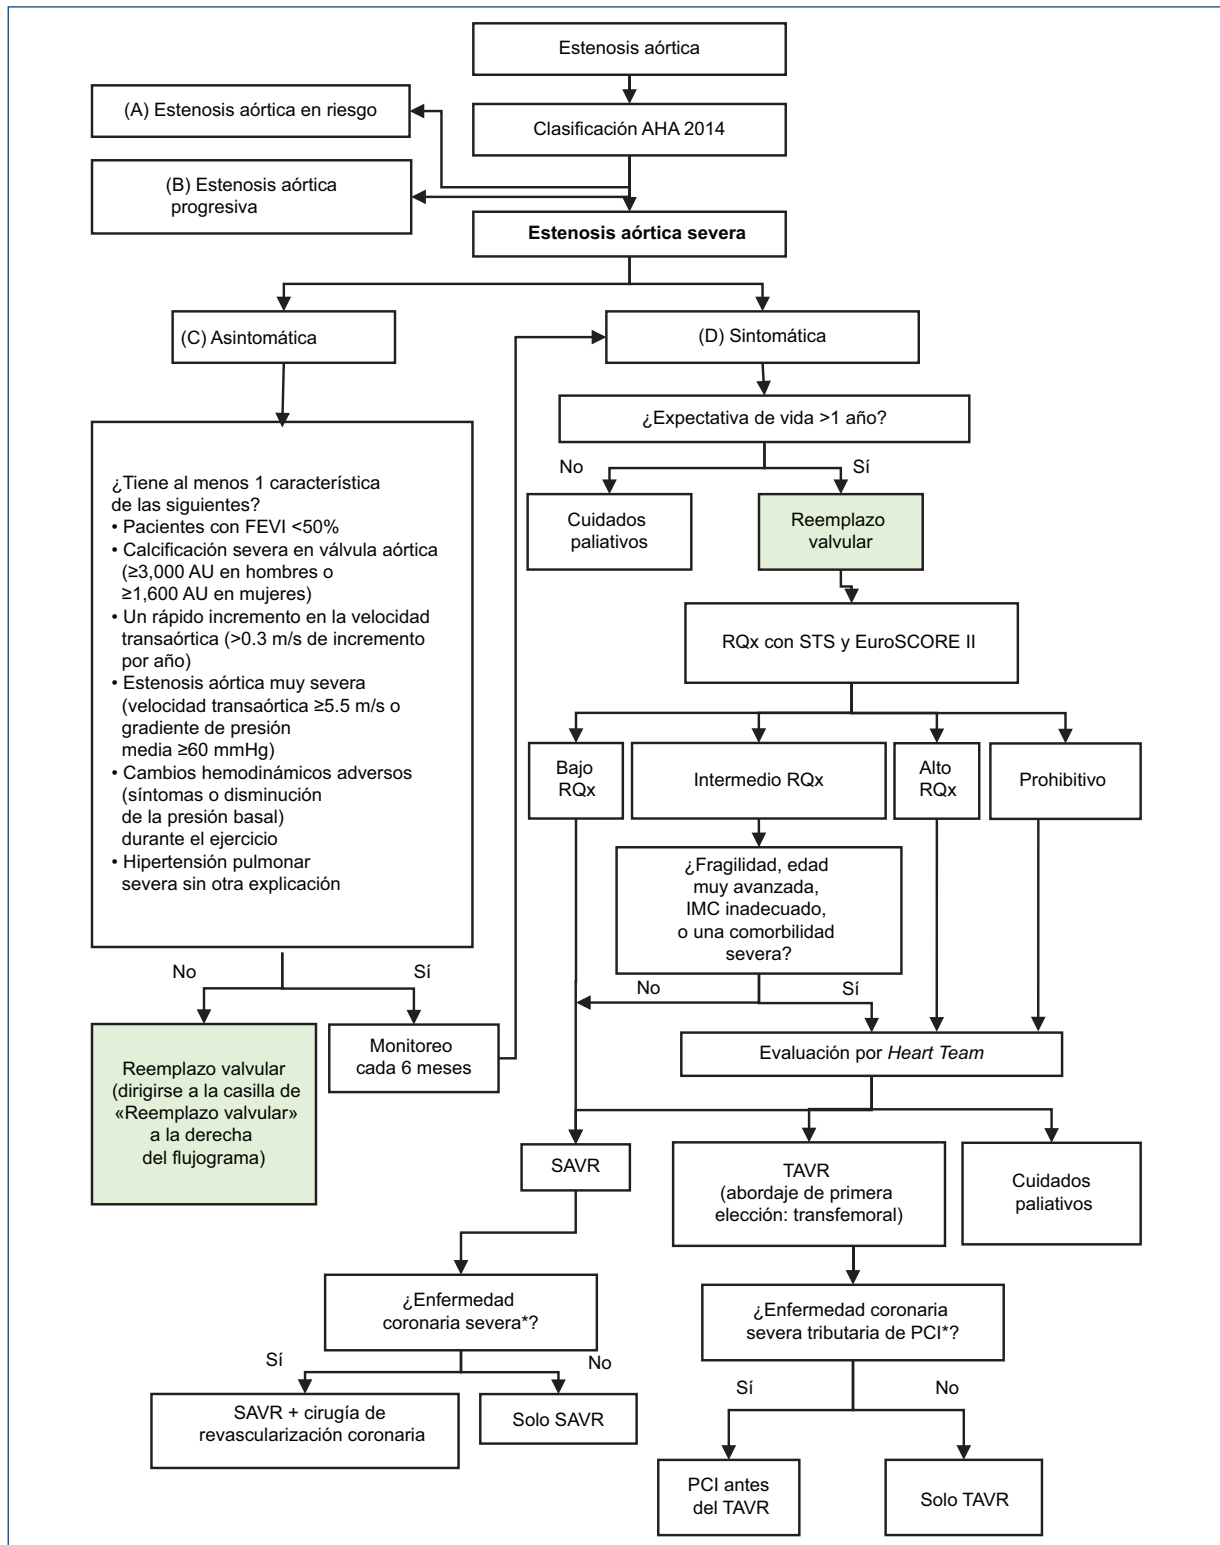 Estenosis aórtica
(A) Estenosis aórtica en riesgo
Clasificación AHA 2014
(B) Estenosis aórtica
progresiva
Estenosis aórtica severa
(C) Asintomática
(D) Sintomática
¿Expectativa de vida >1 año?
No
Sí
Cuidados
paliativos
Reemplazo
valvular
¿Tiene al menos 1 característica
de las siguientes?
• Pacientes con FEVI <50%
• Calcificación severa en válvula aórtica
(≥3,000 AU en hombres o
≥1,600 AU en mujeres)
• Un rápido incremento en la velocidad
transaórtica (>0.3 m/s de incremento
por año)
• Estenosis aórtica muy severa
(velocidad transaórtica ≥5.5 m/s o
gradiente de presión
media ≥60 mmHg)
• Cambios hemodinámicos adversos
(síntomas o disminución
de la presión basal)
durante el ejercicio
• Hipertensión pulmonar
severa sin otra explicación
No
Sí
Reemplazo valvular
(dirigirse a la casilla de
«Reemplazo valvular»
a la derecha
del flujograma)
Monitoreo
cada 6 meses
RQx con STS y EuroSCORE II
Bajo
RQx
Intermedio RQx
Alto
RQx
Prohibitivo
¿Fragilidad, edad
muy avanzada,
IMC inadecuado,
o una comorbilidad
severa?
No
Sí
Evaluación por Heart Team
SAVR
TAVR
(abordaje de primera
elección: transfemoral)
Cuidados
paliativos
¿Enfermedad
coronaria severa*?
Sí
No
SAVR + cirugía de
revascularización coronaria
Solo SAVR
¿Enfermedad coronaria
severa tributaria de PCI*?
Sí
No
PCI antes
del TAVR
Solo TAVR